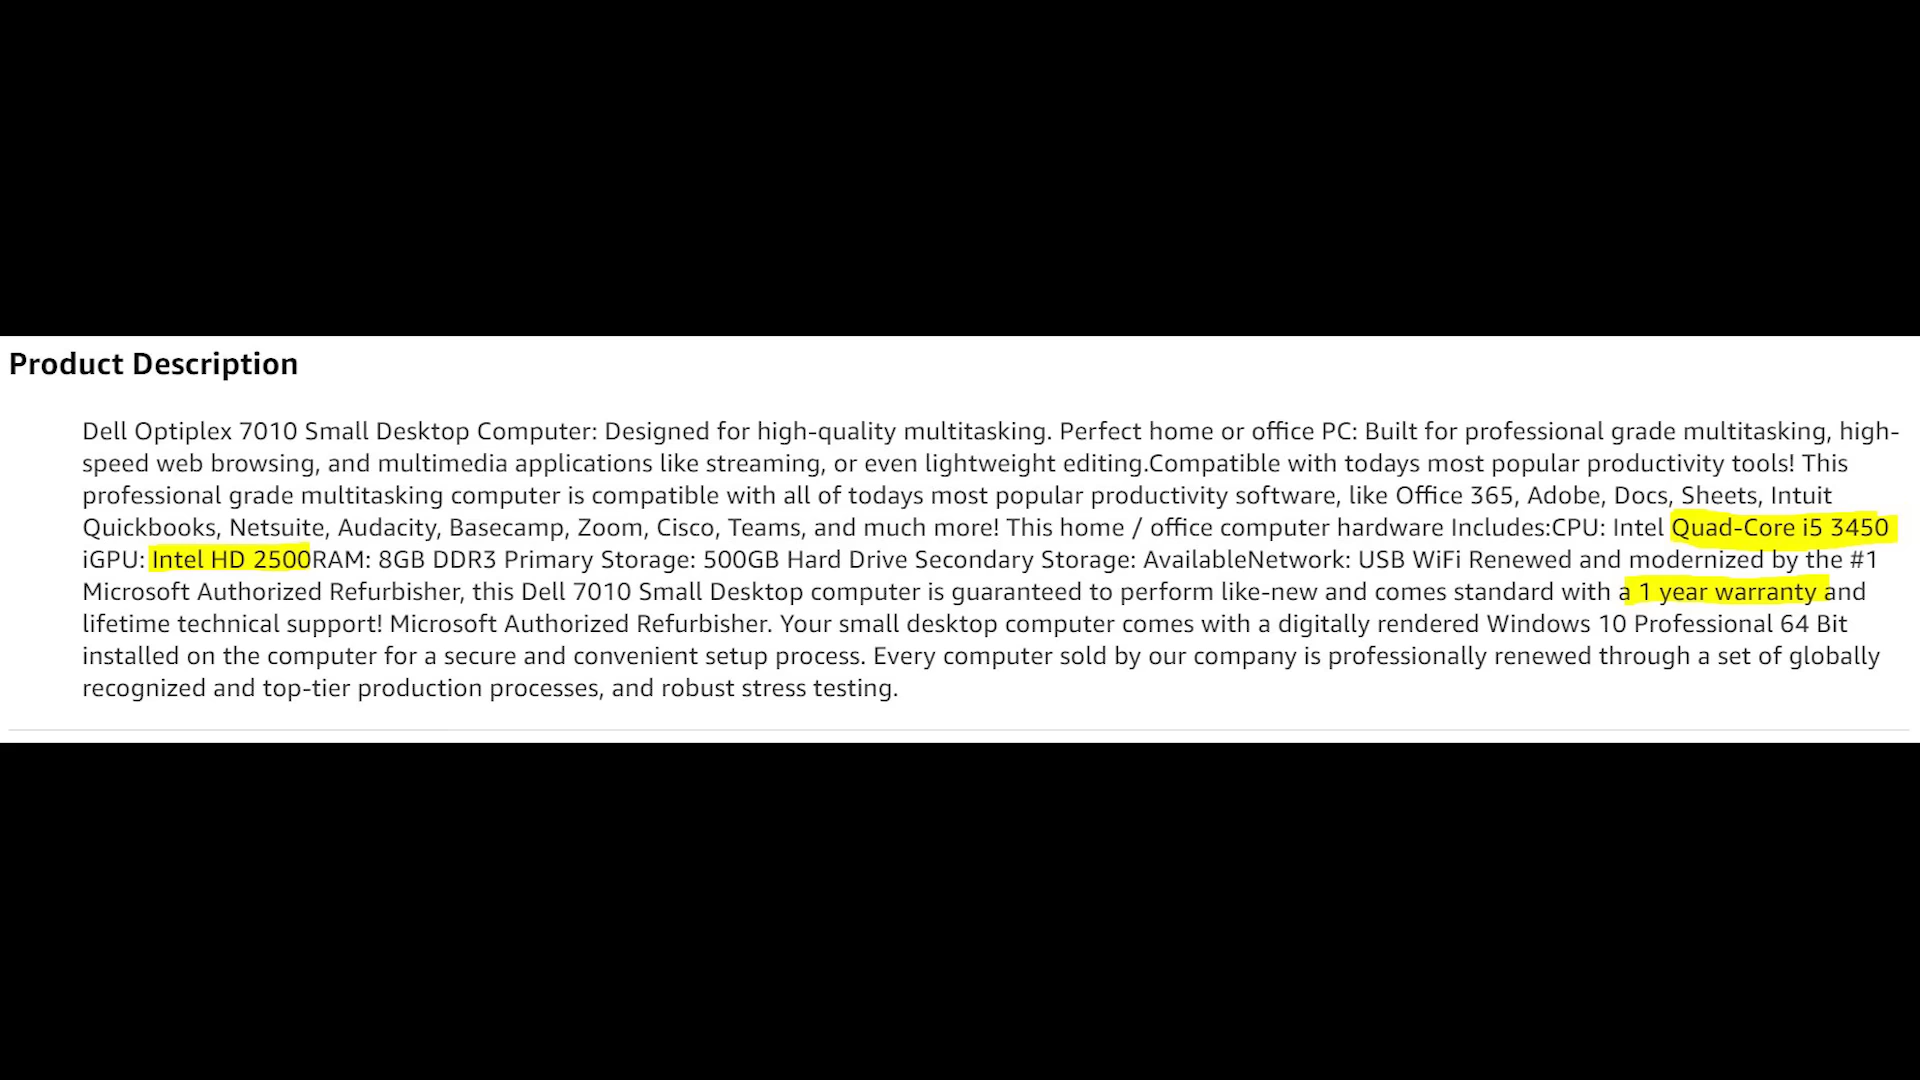 Product Description
Dell Optiplex 7010 Small Desktop Computer: Designed for high-quality multitasking. Perfect home or office PC: Built for professional grade multitasking, high-
speed web browsing, and multimedia applications like streaming, or even lightweight editing.Compatible with todays most popular productivity tools! This
professional grade multitasking computer is compatible with all of todays most popular productivity software, like Office 365, Adobe, Docs, Sheets, Intuit
Quickbooks, Netsuite, Audacity, Basecamp, Zoom, Cisco, Teams, and much more! This home / office computer hardware Includes:CPU: Intel Quad-Core i5 3450
iGPU: Intel HD 2500RAM: 8GB DDR3 Primary Storage: 500GB Hard Drive Secondary Storage: AvailableNetwork: USB WiFi Renewed and modernized by the #1
Microsoft Authorized Refurbisher, this Dell 7010 Small Desktop computer is guaranteed to perform like-new and comes standard with a 1 year warranty and
lifetime technical support! Microsoft Authorized Refurbisher. Your small desktop computer comes with a digitally rendered Windows 10 Professional 64 Bit
installed on the computer for a secure and convenient setup process. Every computer sold by our company is professionally renewed through a set of globally
recognized and top-tier production processes, and robust stress testing.